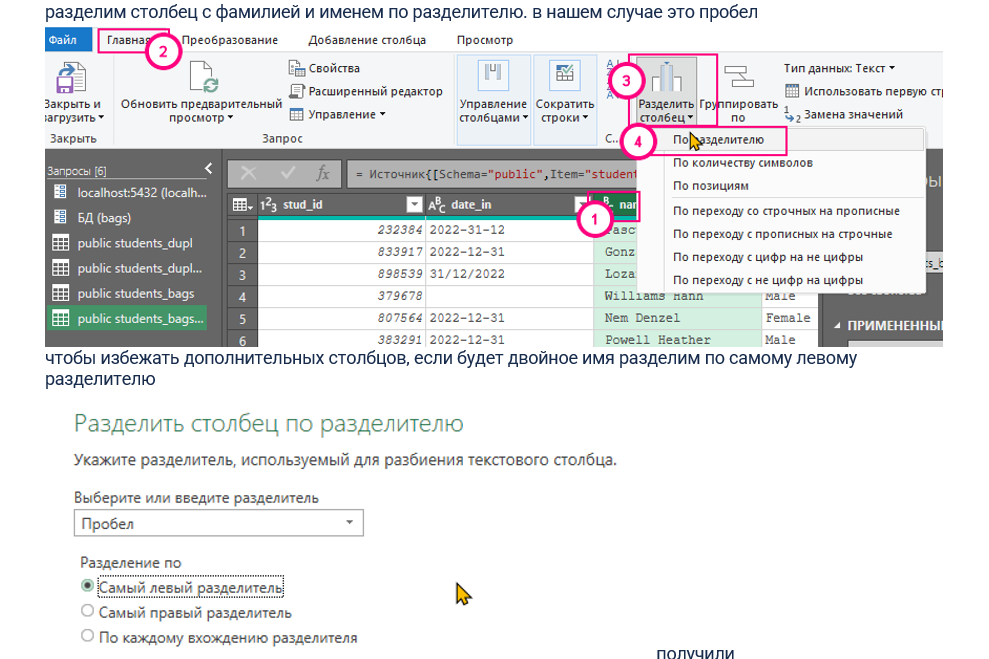 разделим столбец с фамилией и именем по разделителю. в нашем случае это пробел
Файл Главная Преобразование Добавление столбца Просмотр
2
Закрыть и загрузить
Закрыть
Обновить предварительный просмотр
Свойства
Расширенный редактор
Управление
Запрос
Управление столбцами
Сократить строки
3
Разделить столбец
Группировать по
Тип данных: Текст
Использовать первую стр
Замена значений
4
По разделителю
По количеству символов
По позициям
По переходу со строчных на прописные
По переходу с прописных на строчные
По переходу с цифр на не цифры
По переходу с не цифр на цифры
Запросы [6]
localhost:5432 (localh...
БД (bags)
public students_dupl
public students_dupl...
public students_bags
public students_bags...
= Источник{[Schema="public",Item="student
1
123 stud_id ABC date_in nam
1 232384 2022-31-12
2 833917 2022-12-31 Gonz
3 898539 31/12/2022 Loza
4 379678 Williams Hann Male
5 807564 2022-12-31 Nem Denzel Female
6 383291 2022-12-31 Powell Heather Male
ПРИМЕНЕННЫ
чтобы избежать дополнительных столбцов, если будет двойное имя разделим по самому левому
разделителю
Разделить столбец по разделителю
Укажите разделитель, используемый для разбиения текстового столбца.
Выберите или введите разделитель
Пробел
Разделение по
Самый левый разделитель
Самый правый разделитель
По каждому вхождению разделителя
получили